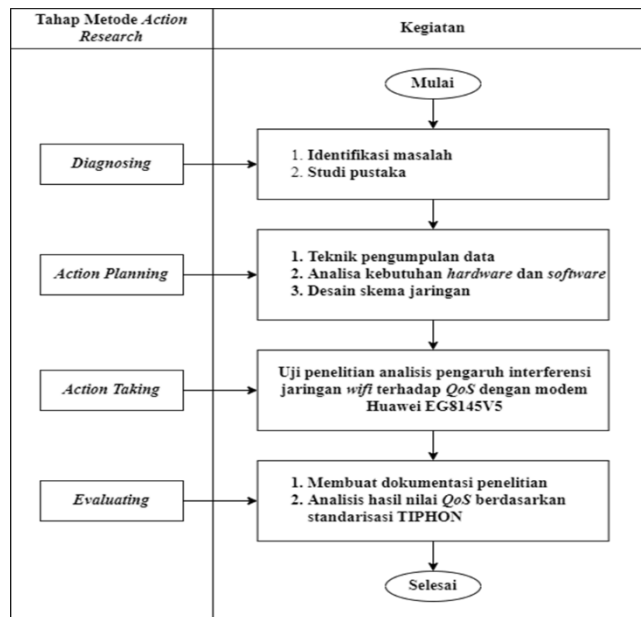 Tahap Metode Action
Research
Kegiatan
Mulai
Diagnosing
1. Identifikasi masalah
2. Studi pustaka
Action Planning
1. Teknik pengumpulan data
2. Analisa kebutuhan hardware dan software
3. Desain skema jaringan
Action Taking
Uji penelitian analisis pengaruh interferensi
jaringan wifi terhadap QoS dengan modem
Huawei EG8145V5
Evaluating
1. Membuat dokumentasi penelitian
2. Analisis hasil nilai QoS berdasarkan
standarisasi TIPHON
Selesai